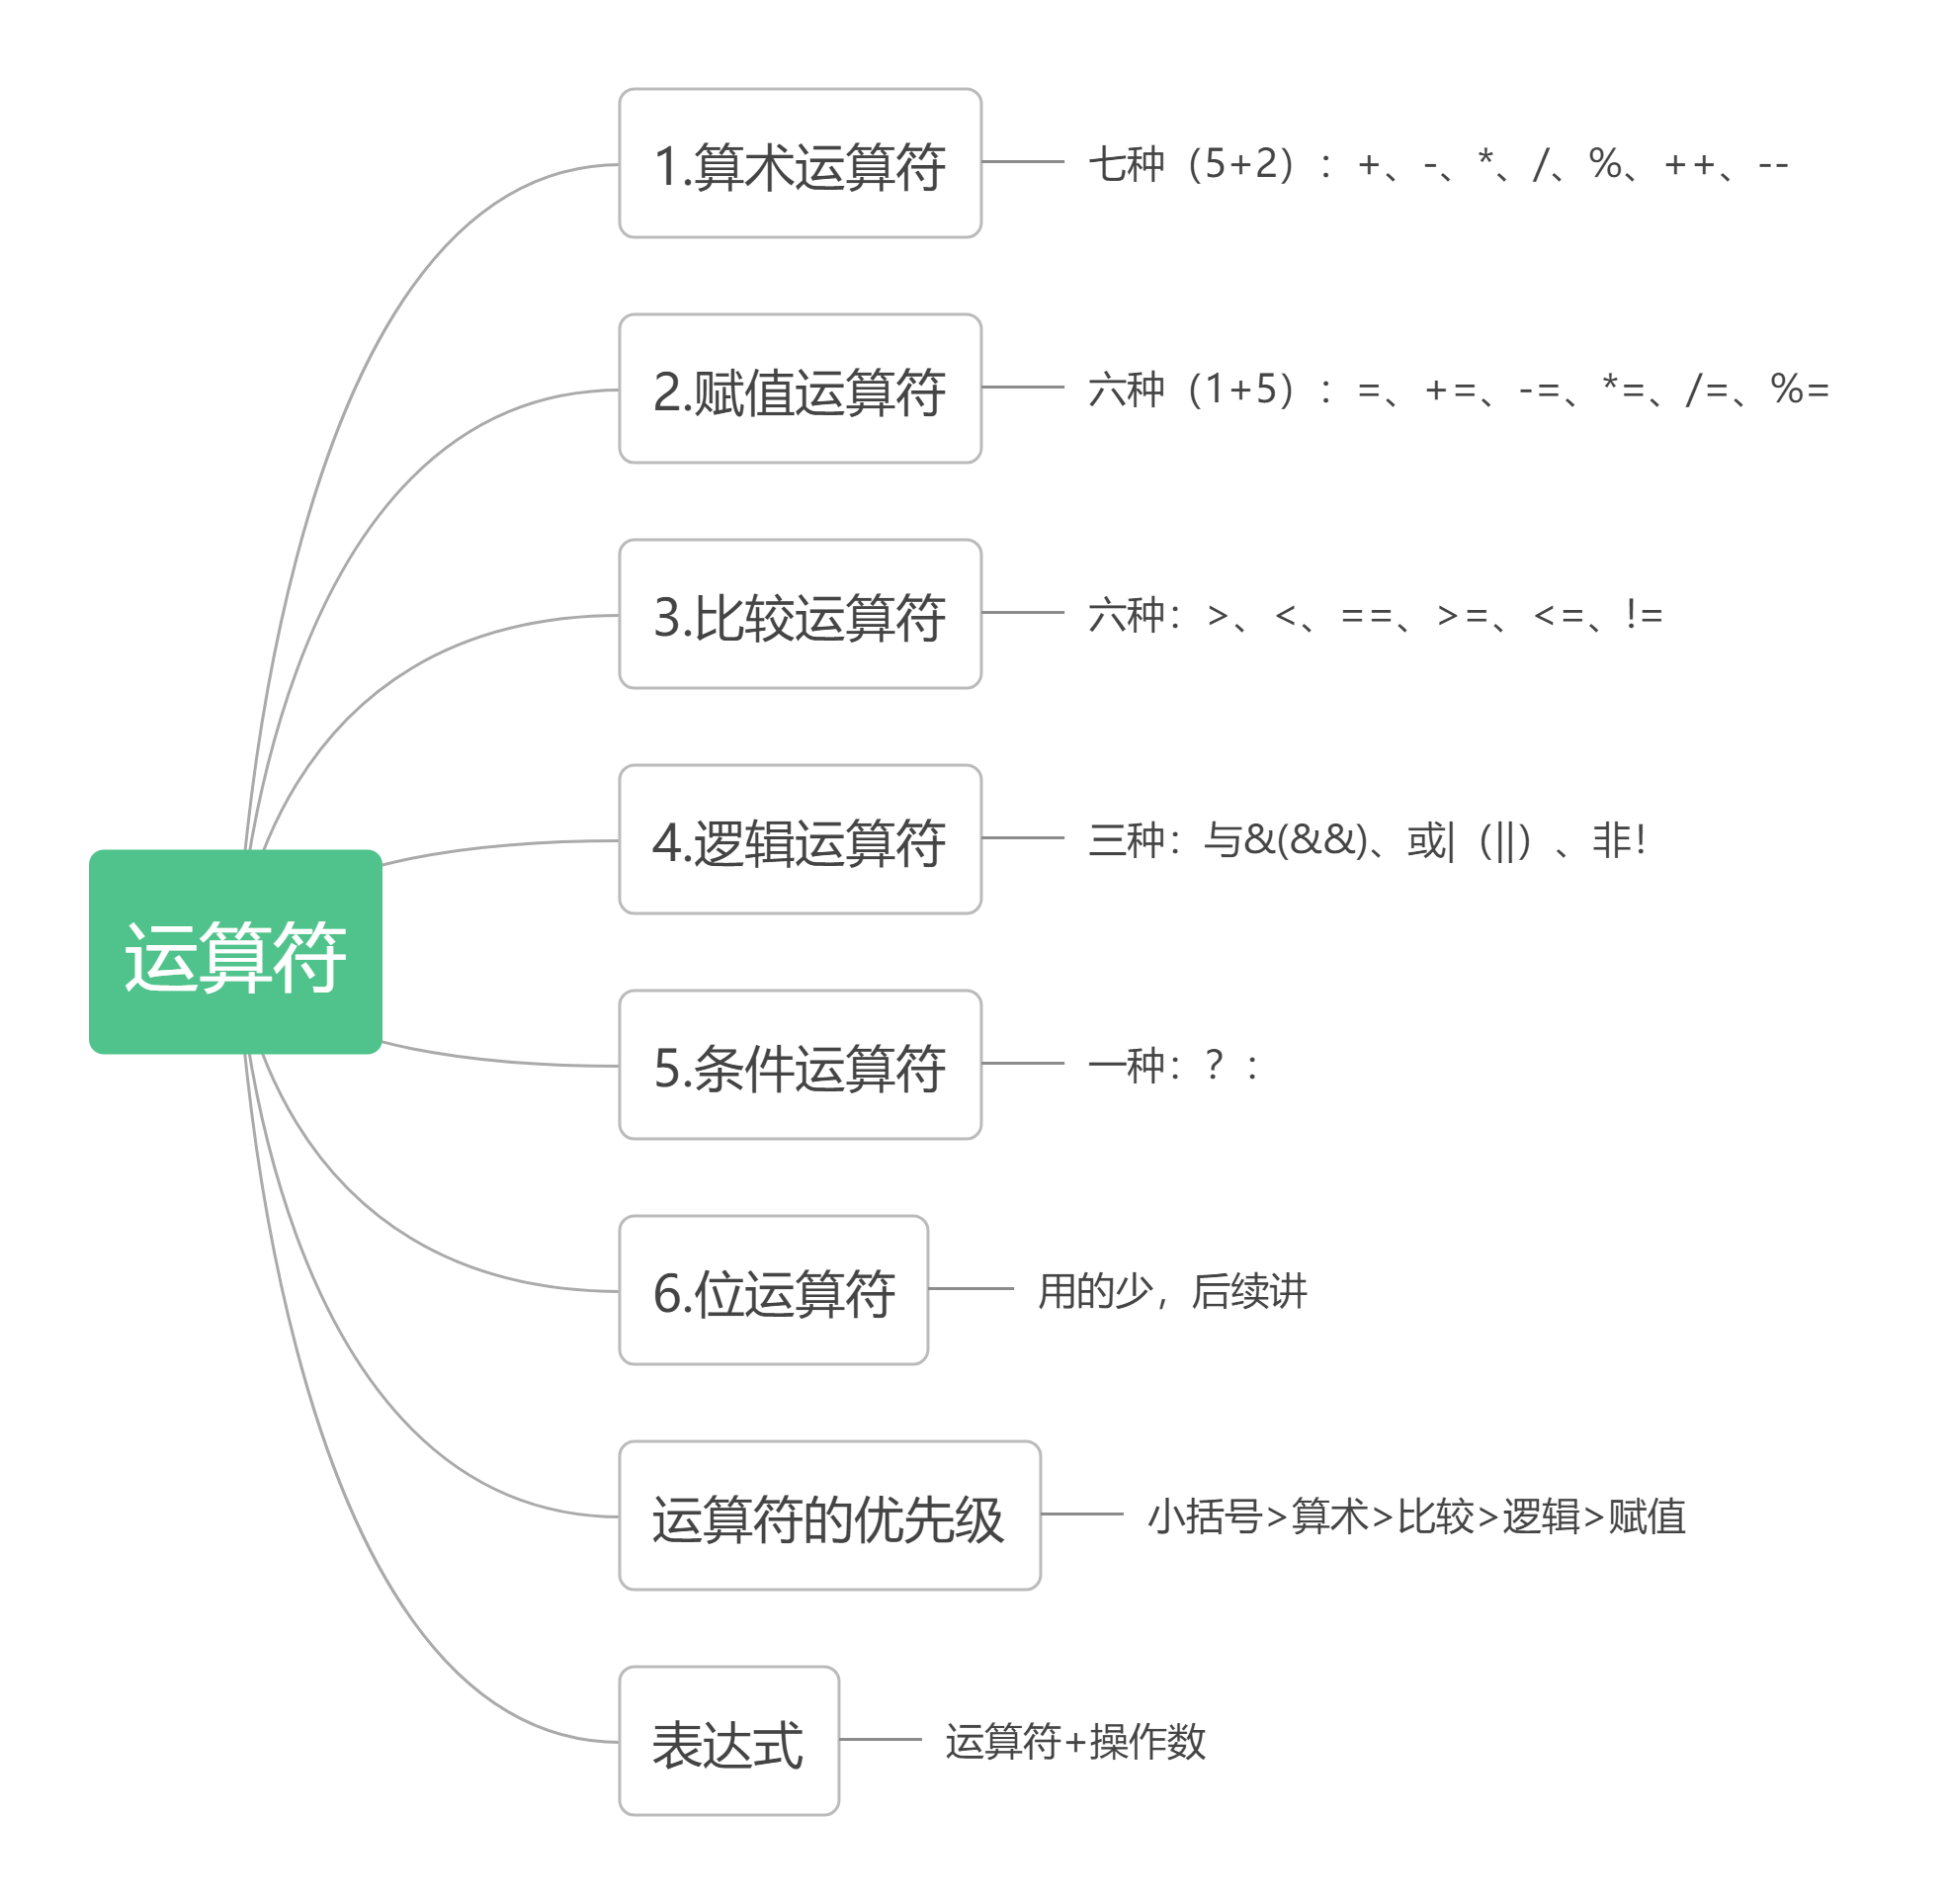 运算符
1.算术运算符
七种（5+2）：+、-、*、/、%、++、--
2.赋值运算符
六种（1+5）：=、+=、-=、*=、/=、%=
3.比较运算符
六种：>、<、==、>=、<=、!=
4.逻辑运算符
三种：与&(&&)、或|（||）、非!
5.条件运算符
一种：？：
6.位运算符
用的少，后续讲
运算符的优先级
小括号>算术>比较>逻辑>赋值
表达式
运算符+操作数